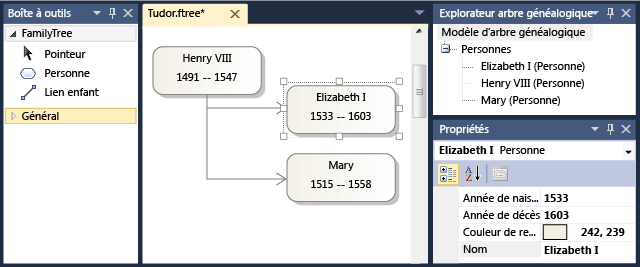 Boîte à outils
FamilyTree
Pointeur
Personne
Lien enfant
Général
Tudor.ftree*
Henry VIII
1491 -- 1547
Elizabeth I
1533 -- 1603
Mary
1515 -- 1558
Explorateur arbre généalogique
Modèle d'arbre généalogique
Personnes
Elizabeth I (Personne)
Henry VIII (Personne)
Mary (Personne)
Propriétés
Elizabeth I Personne
Année de nais... 1533
Année de décès 1603
Couleur de re... 242, 239
Nom Elizabeth I